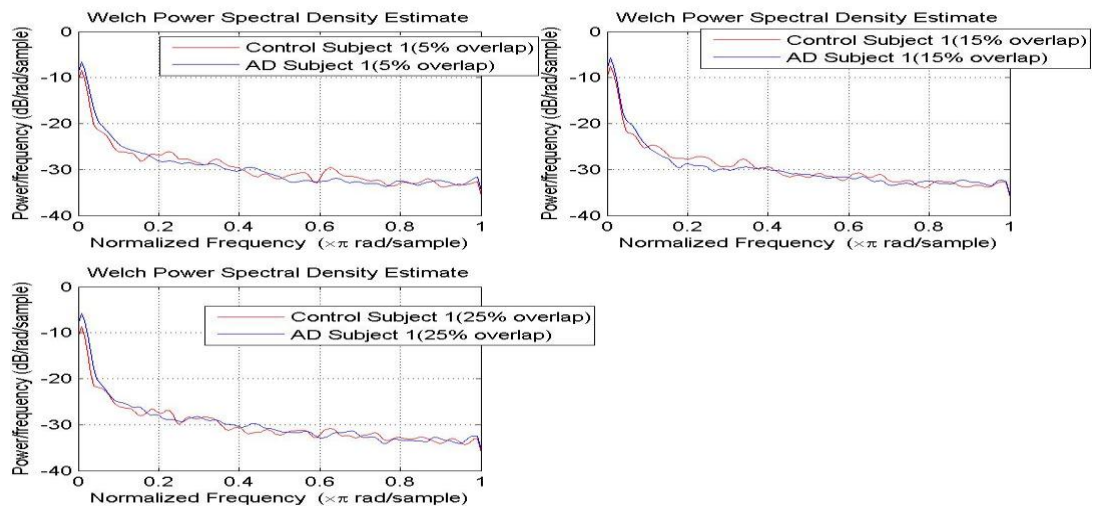 Welch Power Spectral Density Estimate
Power/frequency (dB/rad/sample)
0
-10
-20
-30
-40
Control Subject 1(5% overlap)
AD Subject 1(5% overlap)
0 0.2 0.4 0.6 0.8 1
Normalized Frequency (×π rad/sample)
Welch Power Spectral Density Estimate
Power/frequency (dB/rad/sample)
0
-10
-20
-30
-40
Control Subject 1(15% overlap)
AD Subject 1(15% overlap)
0 0.2 0.4 0.6 0.8 1
Normalized Frequency (×π rad/sample)
Welch Power Spectral Density Estimate
Power/frequency (dB/rad/sample)
0
-10
-20
-30
-40
Control Subject 1(25% overlap)
AD Subject 1(25% overlap)
0 0.2 0.4 0.6 0.8 1
Normalized Frequency (×π rad/sample)